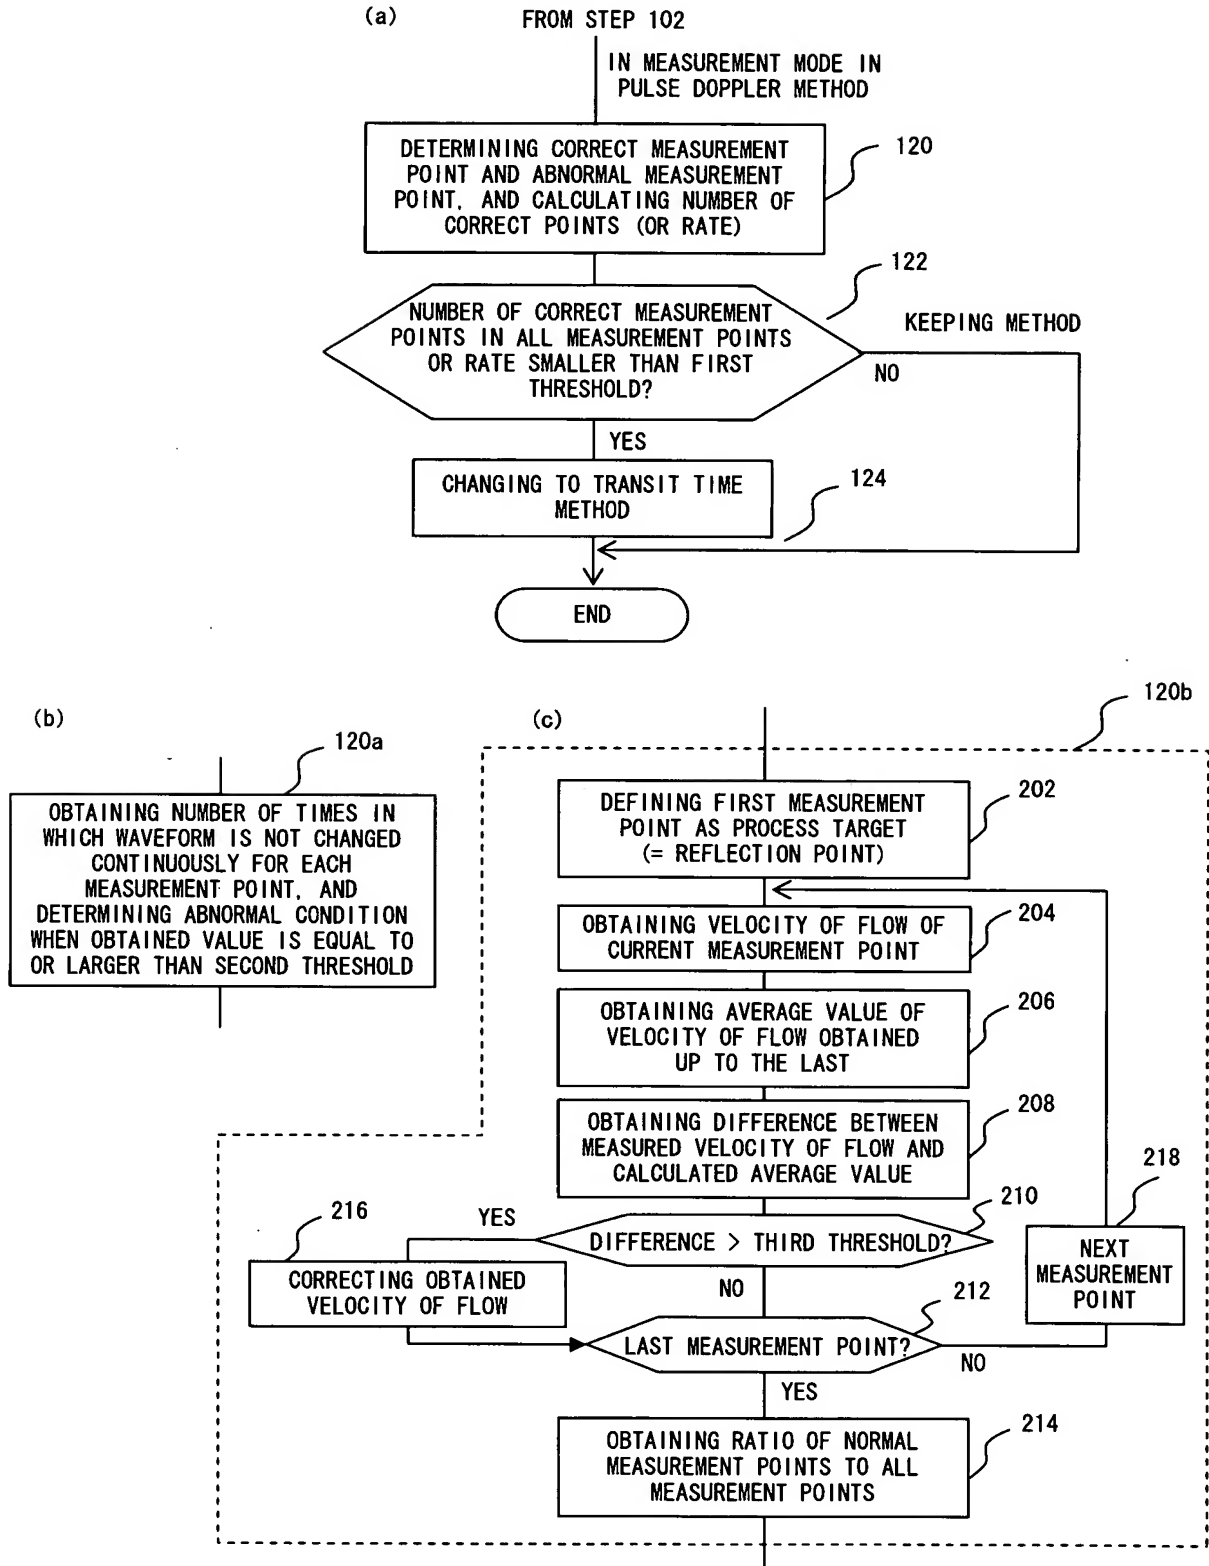 (a)
FROM STEP 102
IN MEASUREMENT MODE IN
PULSE DOPPLER METHOD
DETERMINING CORRECT MEASUREMENT
POINT AND ABNORMAL MEASUREMENT
POINT, AND CALCULATING NUMBER OF
CORRECT POINTS (OR RATE)
120
122
NUMBER OF CORRECT MEASUREMENT
POINTS IN ALL MEASUREMENT POINTS
OR RATE SMALLER THAN FIRST
THRESHOLD?
KEEPING METHOD
NO
YES
CHANGING TO TRANSIT TIME
METHOD
124
END
(b)
120a
OBTAINING NUMBER OF TIMES IN
WHICH WAVEFORM IS NOT CHANGED
CONTINUOUSLY FOR EACH
MEASUREMENT POINT, AND
DETERMINING ABNORMAL CONDITION
WHEN OBTAINED VALUE IS EQUAL TO
OR LARGER THAN SECOND THRESHOLD
(c)
120b
DEFINING FIRST MEASUREMENT
POINT AS PROCESS TARGET
(= REFLECTION POINT)
202
OBTAINING VELOCITY OF FLOW OF
CURRENT MEASUREMENT POINT
204
OBTAINING AVERAGE VALUE OF
VELOCITY OF FLOW OBTAINED
UP TO THE LAST
206
OBTAINING DIFFERENCE BETWEEN
MEASURED VELOCITY OF FLOW AND
CALCULATED AVERAGE VALUE
208
210
DIFFERENCE > THIRD THRESHOLD?
YES
NO
216
CORRECTING OBTAINED
VELOCITY OF FLOW
218
NEXT
MEASUREMENT
POINT
212
LAST MEASUREMENT POINT?
NO
YES
OBTAINING RATIO OF NORMAL
MEASUREMENT POINTS TO ALL
MEASUREMENT POINTS
214